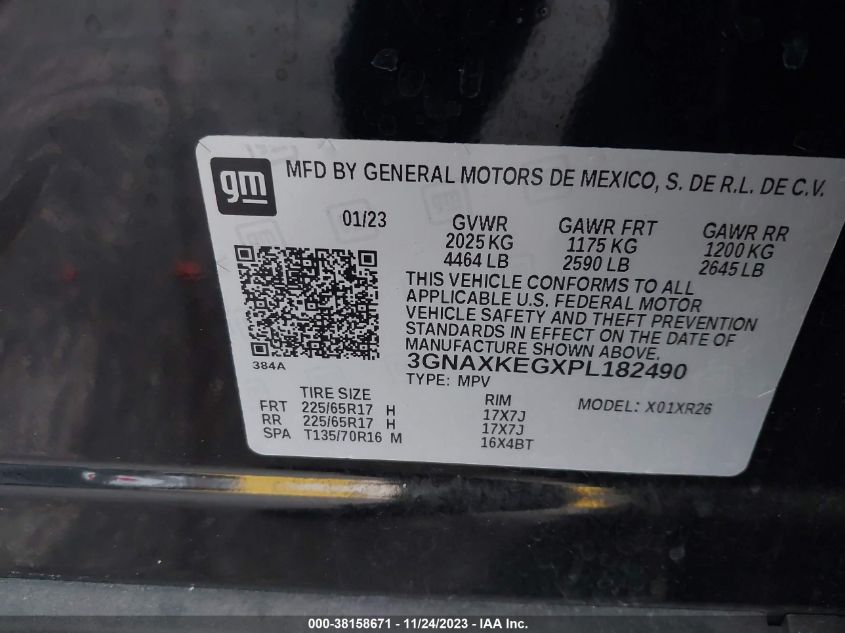 gm
MFD BY GENERAL MOTORS DE MEXICO, S. DE R.L. DE C.V.
01/23 GVWR GAWR FRT GAWR RR
2025 KG 1175 KG 1200 KG
4464 LB 2590 LB 2645 LB
THIS VEHICLE CONFORMS TO ALL
APPLICABLE U.S. FEDERAL MOTOR
VEHICLE SAFETY AND THEFT PREVENTION
STANDARDS IN EFFECT ON THE DATE OF
MANUFACTURE SHOWN ABOVE.
384A
3GNAXKEGXPL182490
TYPE: MPV
TIRE SIZE RIM MODEL: X01XR26
FRT 225/65R17 H 17X7J
RR 225/65R17 H 17X7J
SPA T135/70R16 M 16X4BT
000-38158671 - 11/24/2023 - IAA Inc.